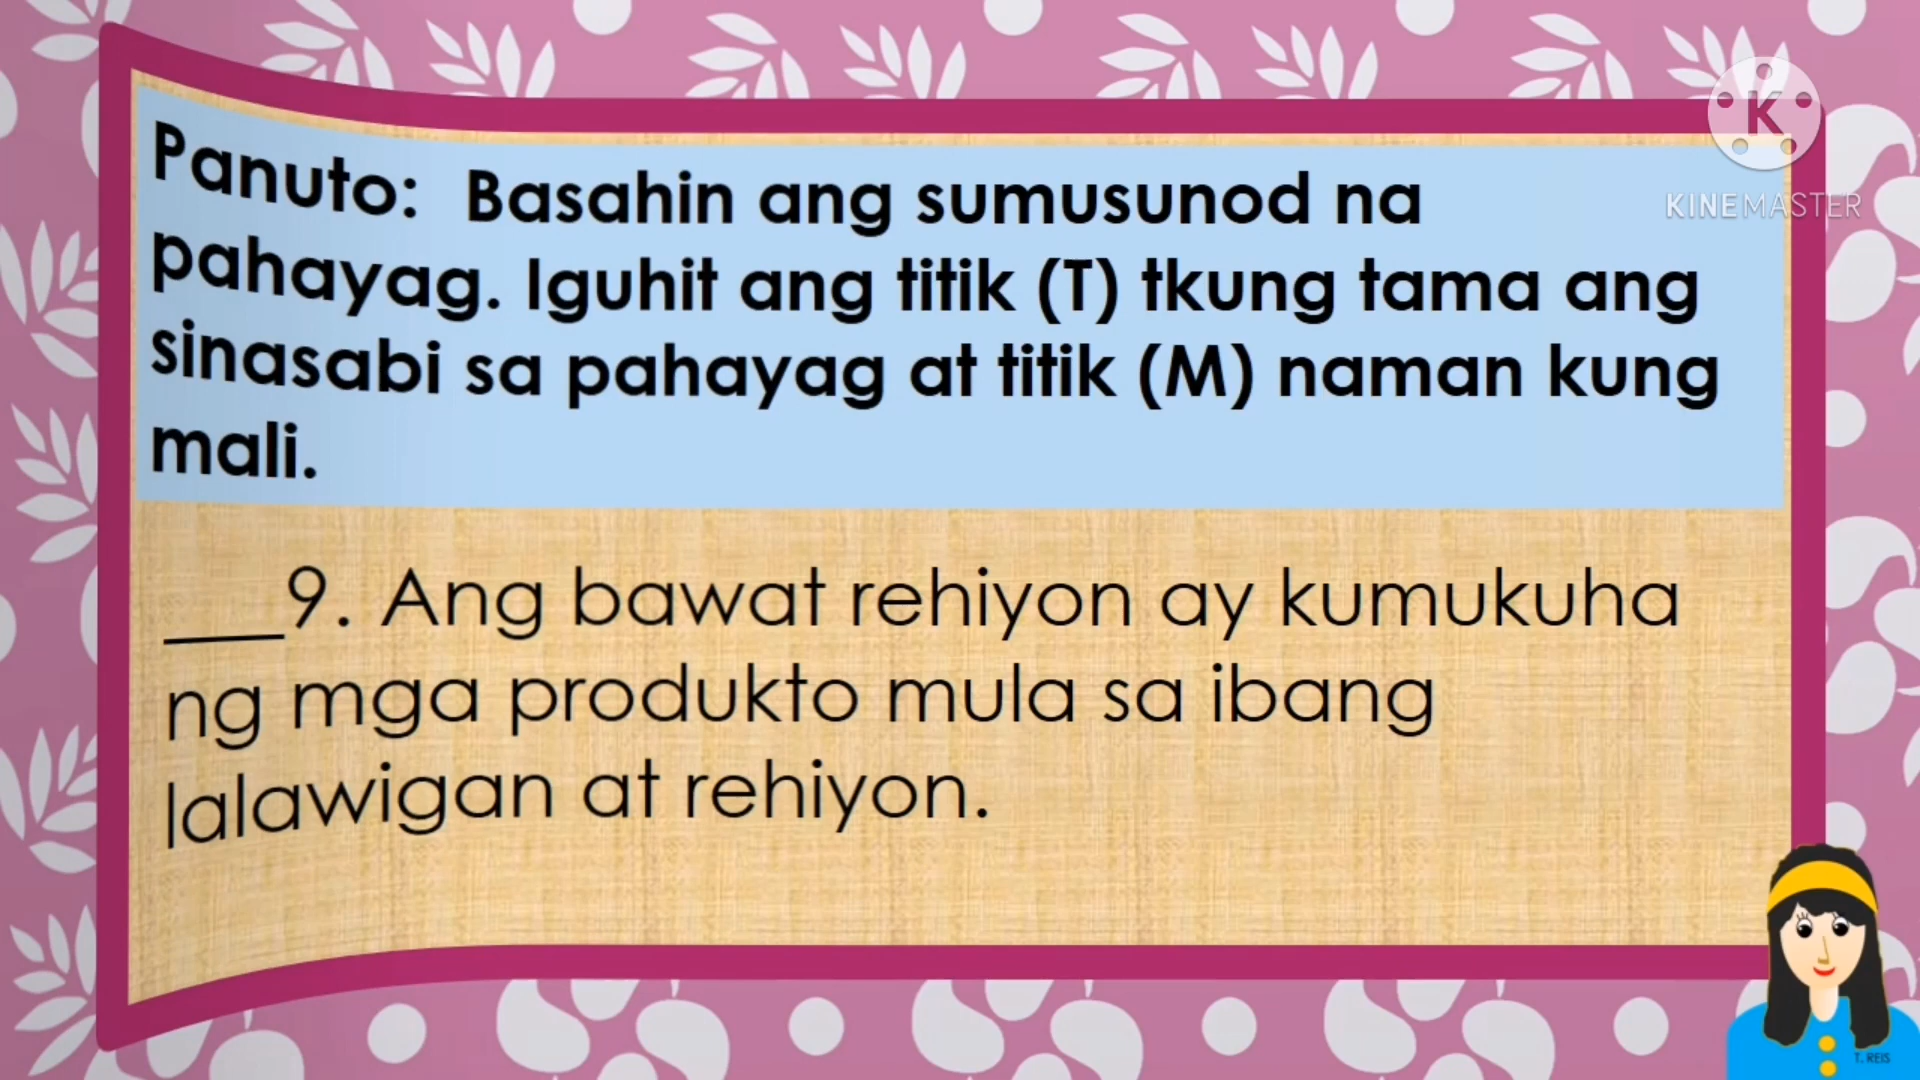 Panuto: Basahin ang sumusunod na
pahayag. Iguhit ang titik (T) tkung tama ang
sinasabi sa pahayag at titik (M) naman kung
mali.
___9. Ang bawat rehiyon ay kumukuha
ng mga produkto mula sa ibang
lalawigan at rehiyon.
K
KINEMASTER
T. REIS